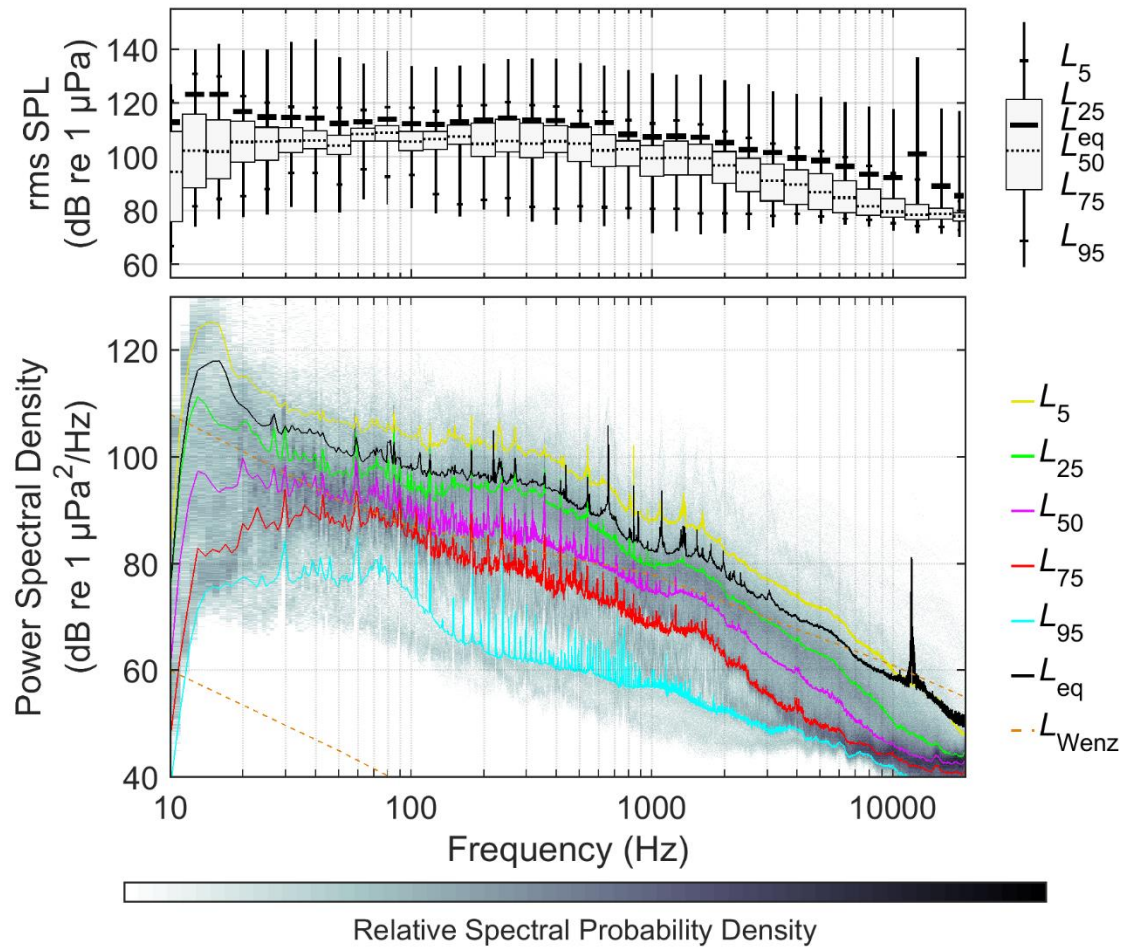 140
120
100
80
60
rms SPL
(dB re 1 µPa)
L5
L25
Leq
L50
L75
L95
120
100
80
60
40
Power Spectral Density
(dB re 1 µPa²/Hz)
10
100
1000
10000
Frequency (Hz)
L5
L25
L50
L75
L95
Leq
LWenz
Relative Spectral Probability Density